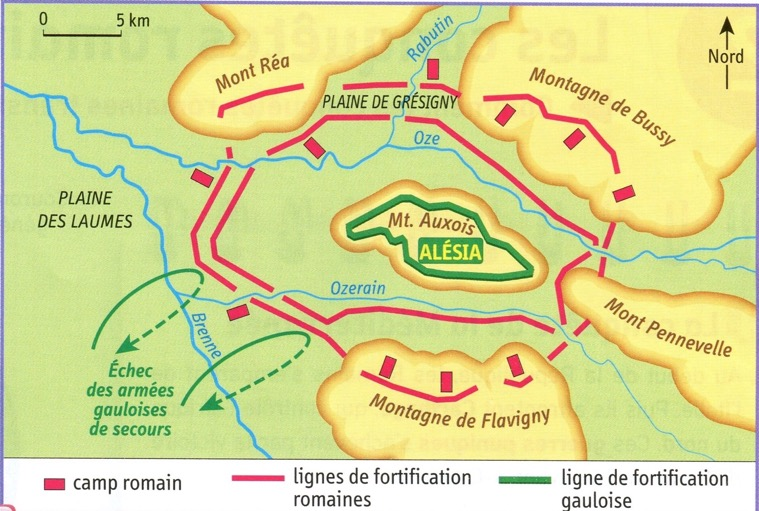 0 5 km
Nord
Rabutin
Mont Réa
PLAINE DE GRÉSIGNY
Montagne de Bussy
Oze
PLAINE
DES LAUMES
Mt. Auxois
ALÉSIA
Ozerain
Brenne
Mont Pennevelle
Échec
des armées
gauloises
de secours
Montagne de Flavigny
camp romain
lignes de fortification
romaines
ligne de fortification
gauloise